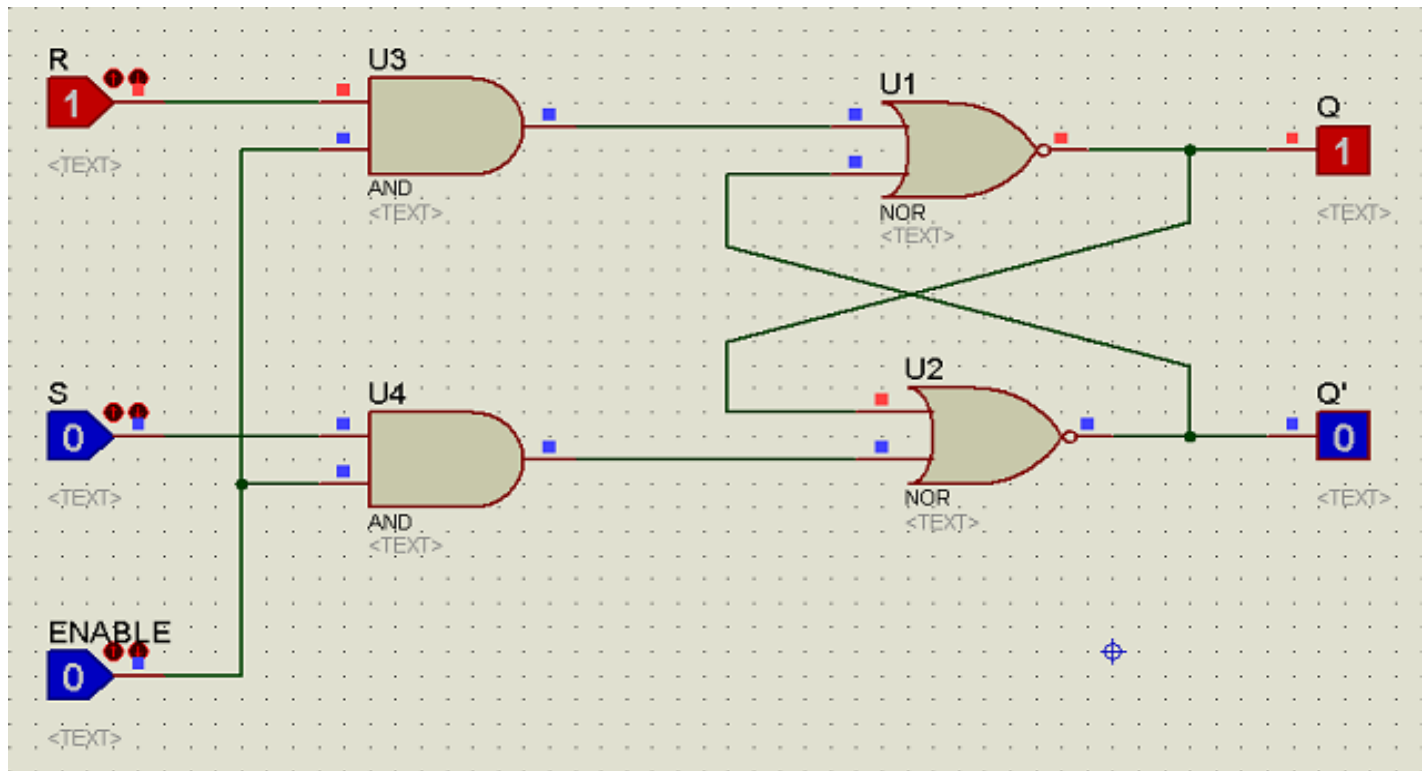 R
1
<TEXT>
U3
AND
<TEXT>
U1
NOR
<TEXT>
Q
1
<TEXT>
S
0
<TEXT>
U4
AND
<TEXT>
U2
NOR
<TEXT>
Q'
0
<TEXT>
ENABLE
0
<TEXT>